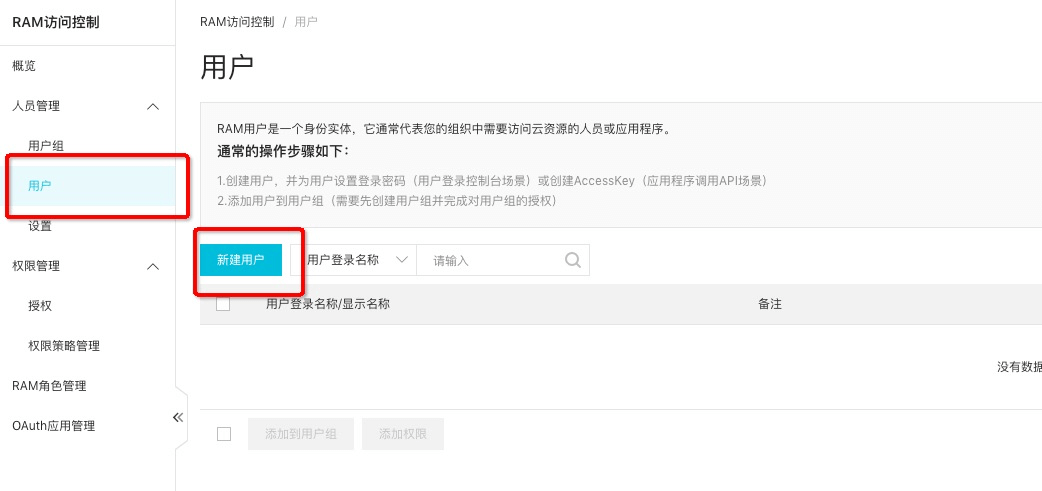 RAM访问控制
概览
人员管理
用户组
用户
设置
权限管理
授权
权限策略管理
RAM角色管理
OAuth应用管理
RAM访问控制 / 用户
用户
RAM用户是一个身份实体，它通常代表您的组织中需要访问云资源的人员或应用程序。
通常的操作步骤如下：
1.创建用户，并为用户设置登录密码（用户登录控制台场景）或创建AccessKey（应用程序调用API场景）
2.添加用户到用户组（需要先创建用户组并完成对用户组的授权）
新建用户 用户登录名称 请输入
用户登录名称/显示名称 备注
没有数据
添加到用户组 添加权限